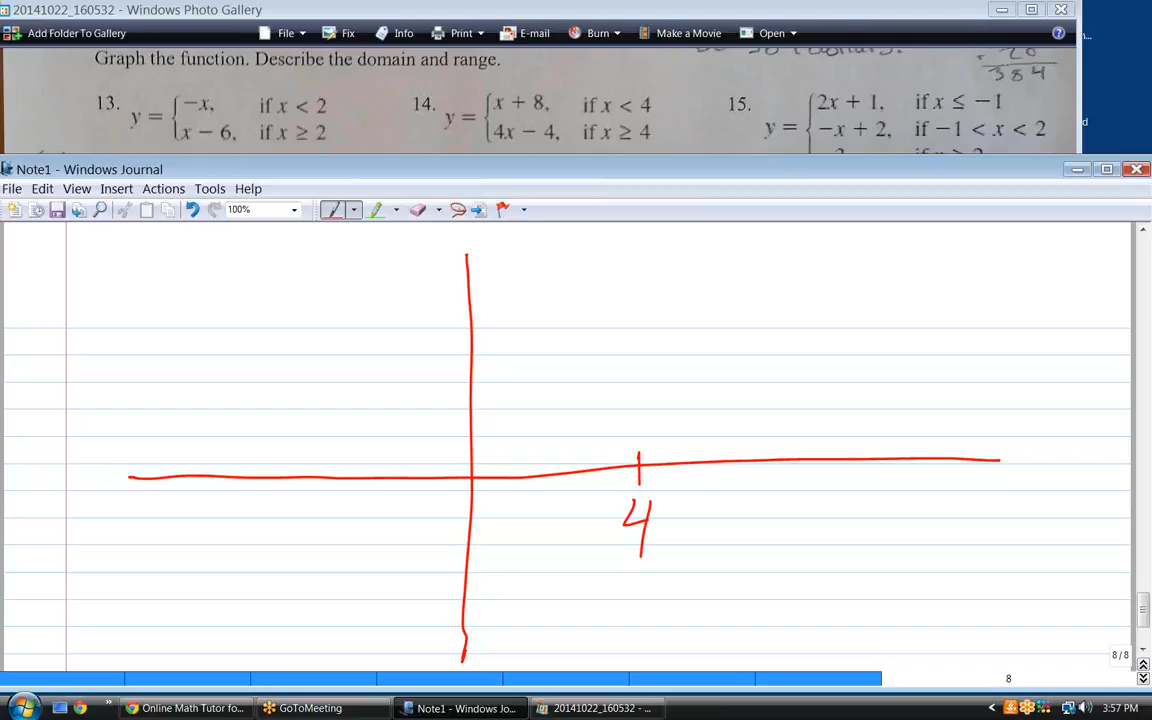 20141022_160532 - Windows Photo Gallery
Add Folder To Gallery File Fix Info Print E-mail Burn Make a Movie Open
20
384
Graph the function. Describe the domain and range.
13. y = { -x, if x < 2
x - 6, if x ≥ 2
14. y = { x + 8, if x < 4
4x - 4, if x ≥ 4
15. y = { 2x + 1, if x ≤ -1
-x + 2, if -1 < x < 2
Note1 - Windows Journal
File Edit View Insert Actions Tools Help
100%
4
8/8
8
Online Math Tutor fo... GoToMeeting Note1 - Windows Jo... 20141022_160532 - ... 3:57 PM